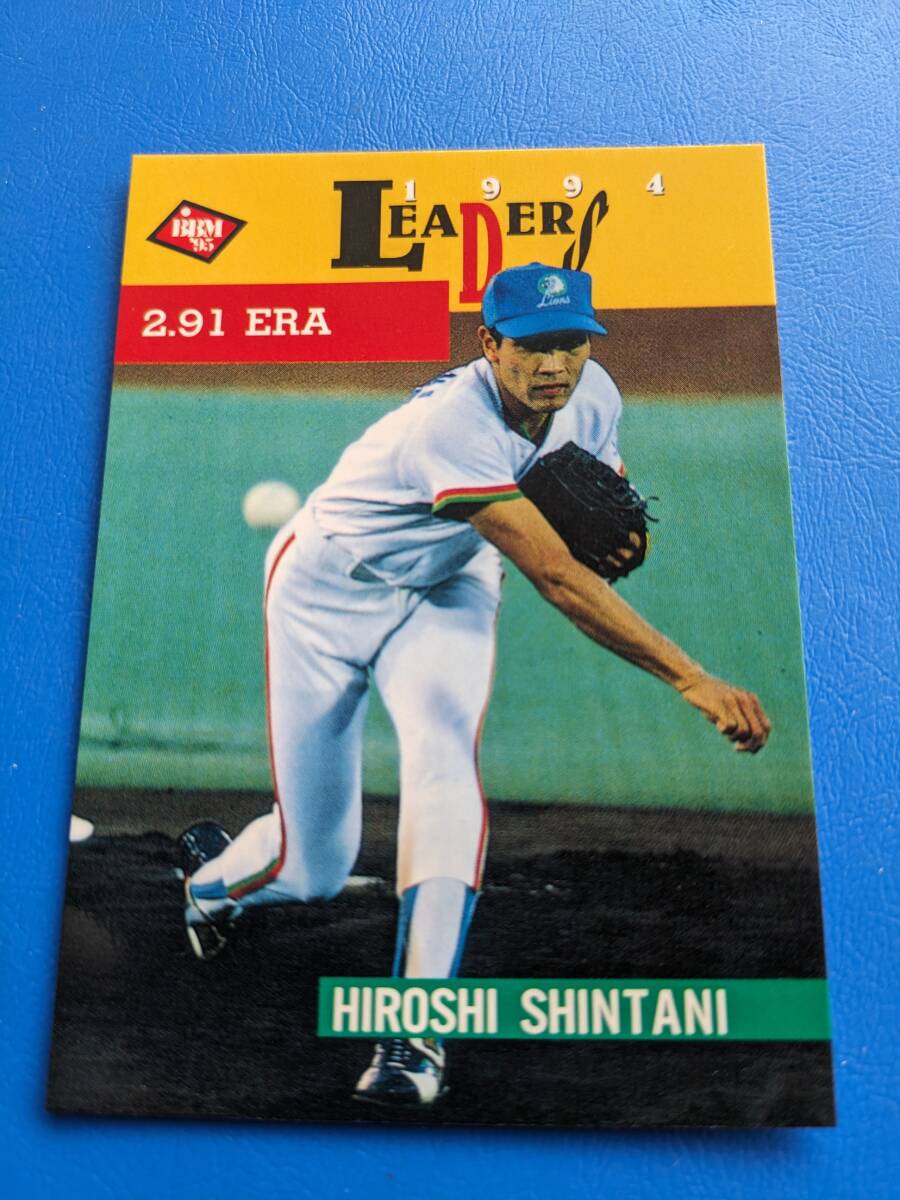 1994
LEADERS
BBM
'95
2.91 ERA
Lions
HIROSHI SHINTANI